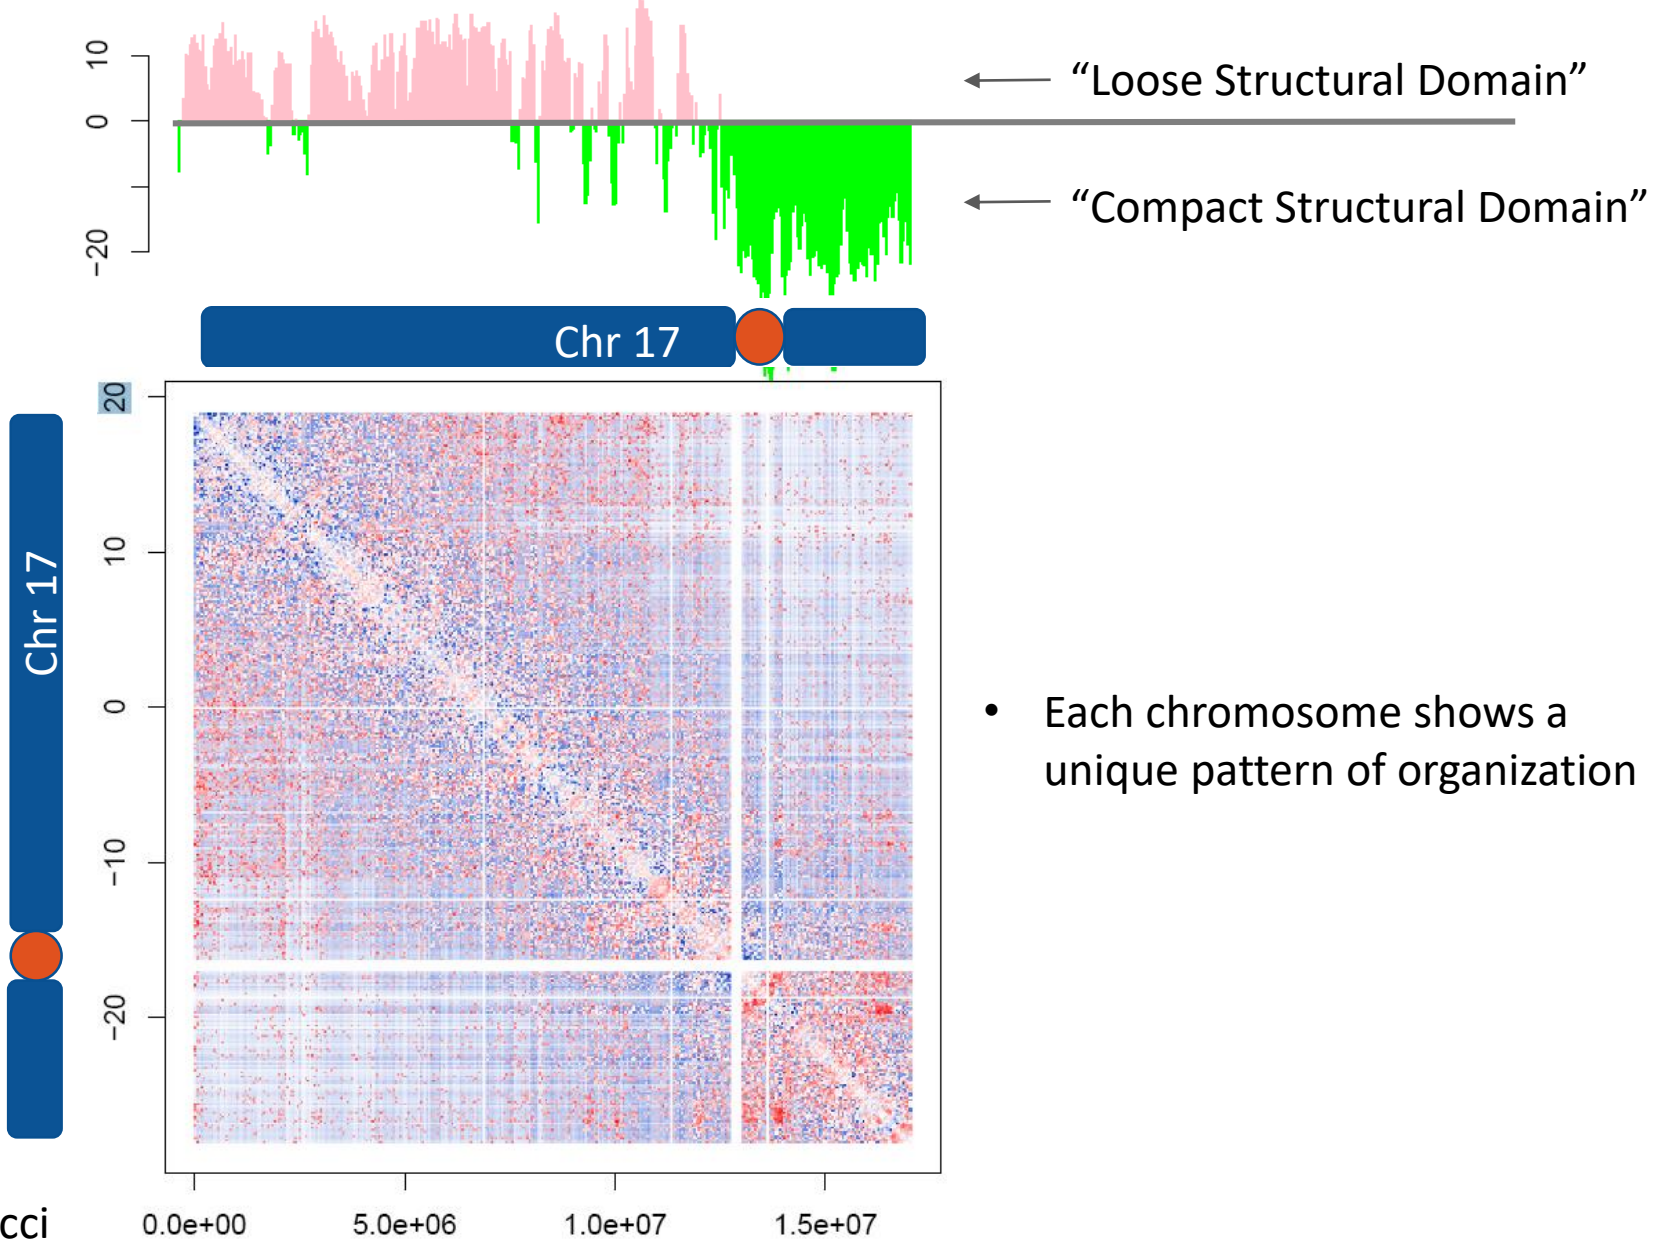 10
0
−20
“Loose Structural Domain”
“Compact Structural Domain”
Chr 17
Chr 17
20
10
0
−10
−20
• Each chromosome shows a
unique pattern of organization
0.0e+00 5.0e+06 1.0e+07 1.5e+07
cci